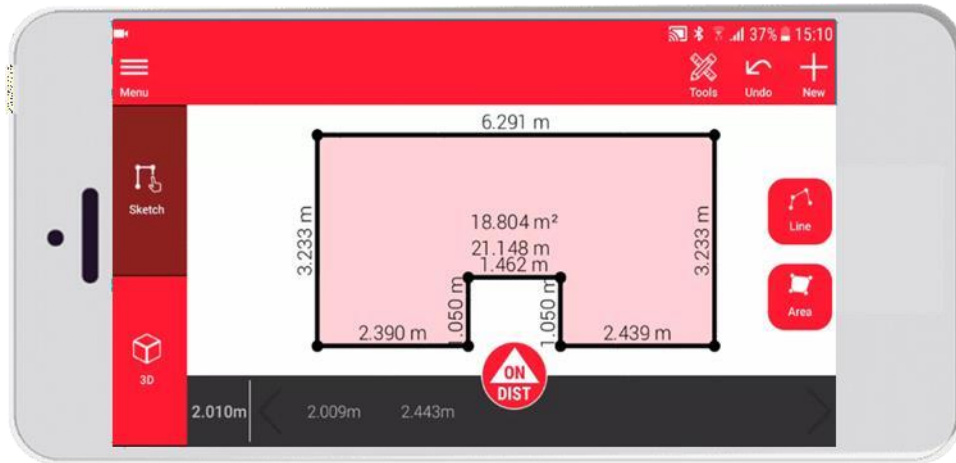 37% 15:10
Menu
Tools
Undo
New
6.291 m
Sketch
3.233 m
18.804 m²
21.148 m
1.462 m
3.233 m
Line
1.050 m
1.050 m
Area
2.390 m
2.439 m
3D
ON
DIST
2.010m
2.009m
2.443m